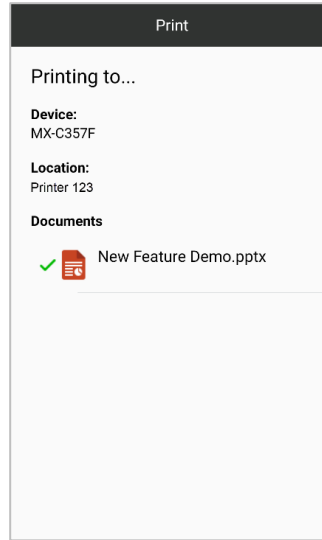 Print
Printing to...
Device:
MX-C357F
Location:
Printer 123
Documents
New Feature Demo.pptx